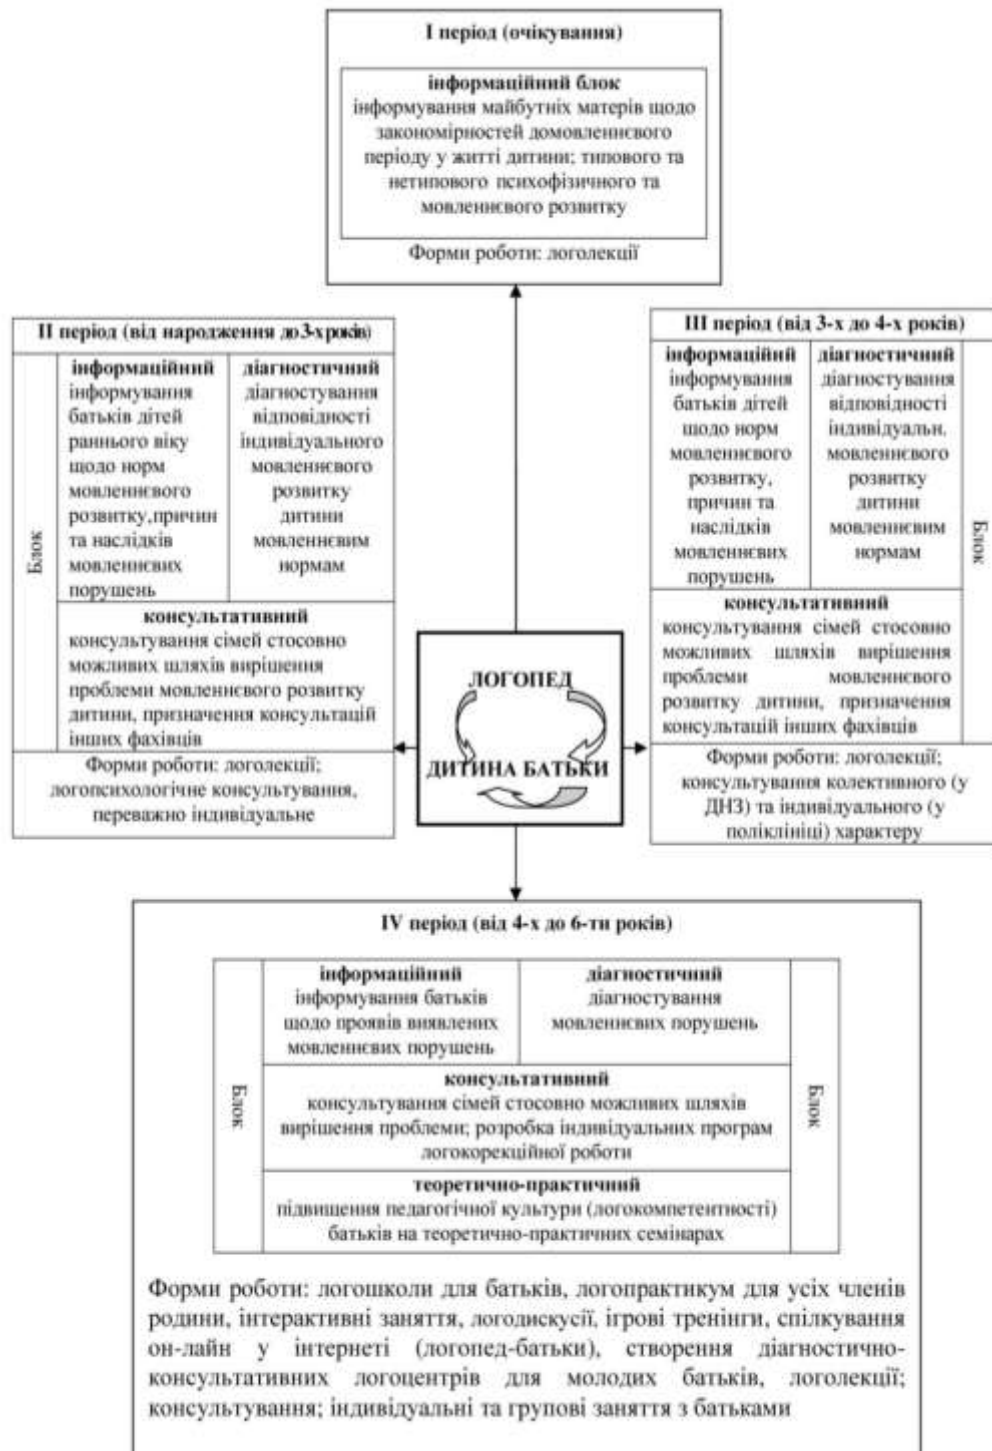 I період (очікування)
інформаційний блок
інформування майбутніх матерів щодо
закономірностей домовленнєвого
періоду у житті дитини; типового та
нетипового психофізичного та
мовленнєвого розвитку
Форми роботи: логолекції
II період (від народження до 3-х років)
Блок
інформаційний
інформування
батьків дітей
раннього віку
щодо норм
мовленнєвого
розвитку,причин
та наслідків
мовленнєвих
порушень
діагностичний
діагностування
відповідності
індивідуального
мовленнєвого
розвитку
дитини
мовленнєвим
нормам
консультативний
консультування сімей стосовно
можливих шляхів вирішення
проблеми мовленнєвого розвитку
дитини, призначення консультацій
інших фахівців
Форми роботи: логолекції;
логопсихологічне консультування,
переважно індивідуальне
III період (від 3-х до 4-х років)
інформаційний
інформування
батьків дітей
щодо норм
мовленнєвого
розвитку,
причин та
наслідків
мовленнєвих
порушень
діагностичний
діагностування
відповідності
індивідуальн.
мовленнєвого
розвитку
дитини
мовленнєвим
нормам
Блок
консультативний
консультування сімей стосовно
можливих шляхів вирішення
проблеми мовленнєвого
розвитку дитини, призначення
консультацій інших фахівців
Форми роботи: логолекції;
консультування колективного (у
ДНЗ) та індивідуального (у
поліклініці) характеру
ЛОГОПЕД
ДИТИНА БАТЬКИ
IV період (від 4-х до 6-ти років)
Блок
інформаційний
інформування батьків
щодо проявів виявлених
мовленнєвих порушень
діагностичний
діагностування
мовленнєвих порушень
консультативний
консультування сімей стосовно можливих шляхів
вирішення проблеми; розробка індивідуальних програм
логокорекційної роботи
теоретично-практичний
підвищення педагогічної культури (логокомпетентності)
батьків на теоретично-практичних семінарах
Блок
Форми роботи: логошколи для батьків, логопрактикум для усіх членів
родини, інтерактивні заняття, логодискусії, ігрові тренінги, спілкування
он-лайн у інтернеті (логопед-батьки), створення діагностично-
консультативних логоцентрів для молодих батьків, логолекції;
консультування; індивідуальні та групові заняття з батьками